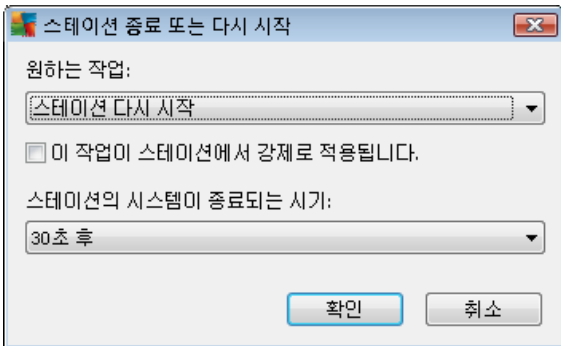 스테이션 종료 또는 다시 시작
원하는 작업:
스테이션 다시 시작
이 작업이 스테이션에서 강제로 적용됩니다.
스테이션의 시스템이 종료되는 시기:
30초 후
확인 취소